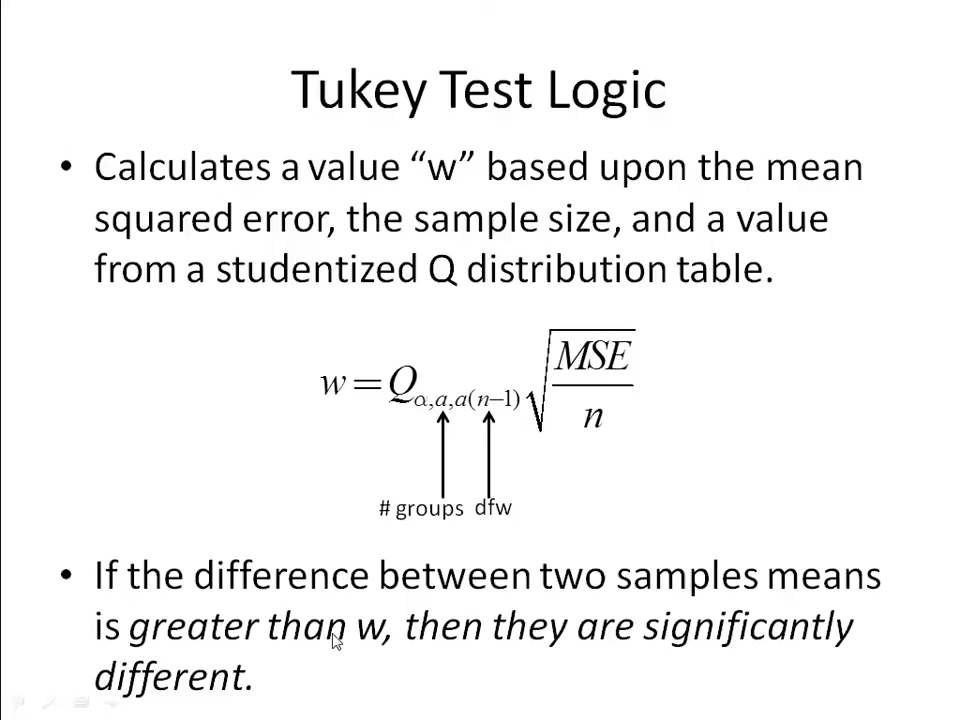 Tukey Test Logic
• Calculates a value “w” based upon the mean
squared error, the sample size, and a value
from a studentized Q distribution table.
w = Q α,a,a(n−1) √ MSE / n
# groups dfw
• If the difference between two samples means
is greater than w, then they are significantly
different.